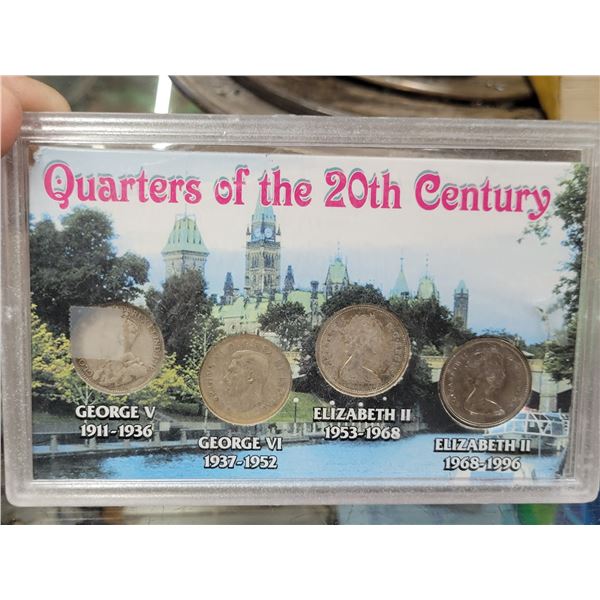 Quarters of the 20th Century
GEORGE V
1911-1936
GEORGE VI
1937-1952
ELIZABETH II
1953-1968
ELIZABETH II
1968-1996